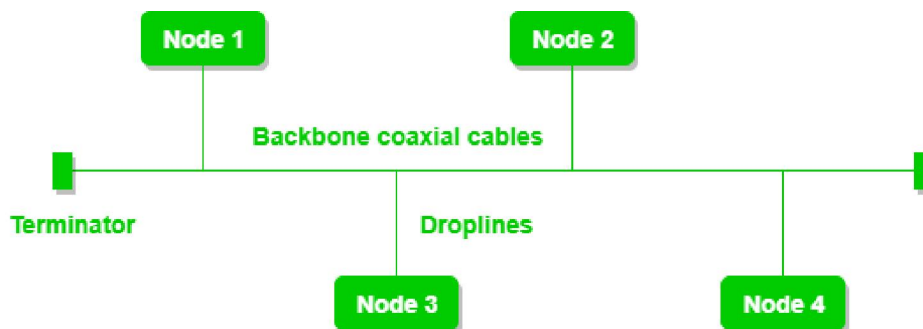 Node 1
Node 2
Backbone coaxial cables
Terminator
Droplines
Node 3
Node 4